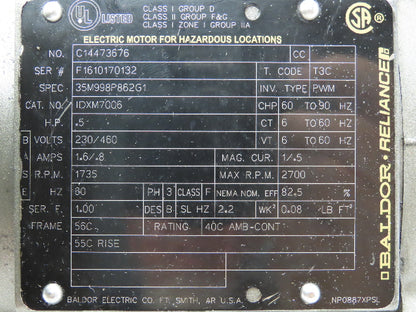 UL LISTED
CLASS I GROUP D
CLASS II GROUP F&G
CLASS I ZONE I GROUP IIA
SA
ELECTRIC MOTOR FOR HAZARDOUS LOCATIONS
NO. C14473676 CC
SER # F1610170132 T. CODE T3C
SPEC 35M998P862G1 INV. TYPE PWM
CAT. NO. IDXM7006 CHP 60 TO 90 HZ
H.P. .5 CT 6 TO 60 HZ
B VOLTS 230/460 VT 6 TO 60 HZ
A AMPS 1.6/.8 MAG. CUR. 1/.5
S R.P.M. 1735 MAX R.P.M. 2700
E HZ 60 PH 3 CLASS F NEMA NOM. EFF 82.5 %
SER. F. 1.00 DES B SL HZ 2.2 WK² 0.08 LB FT²
FRAME 56C RATING 40C AMB-CONT
55C RISE
BALDOR ELECTRIC CO. FT. SMITH, AR U.S.A. NP0887XPSL
BALDOR • RELIANCE